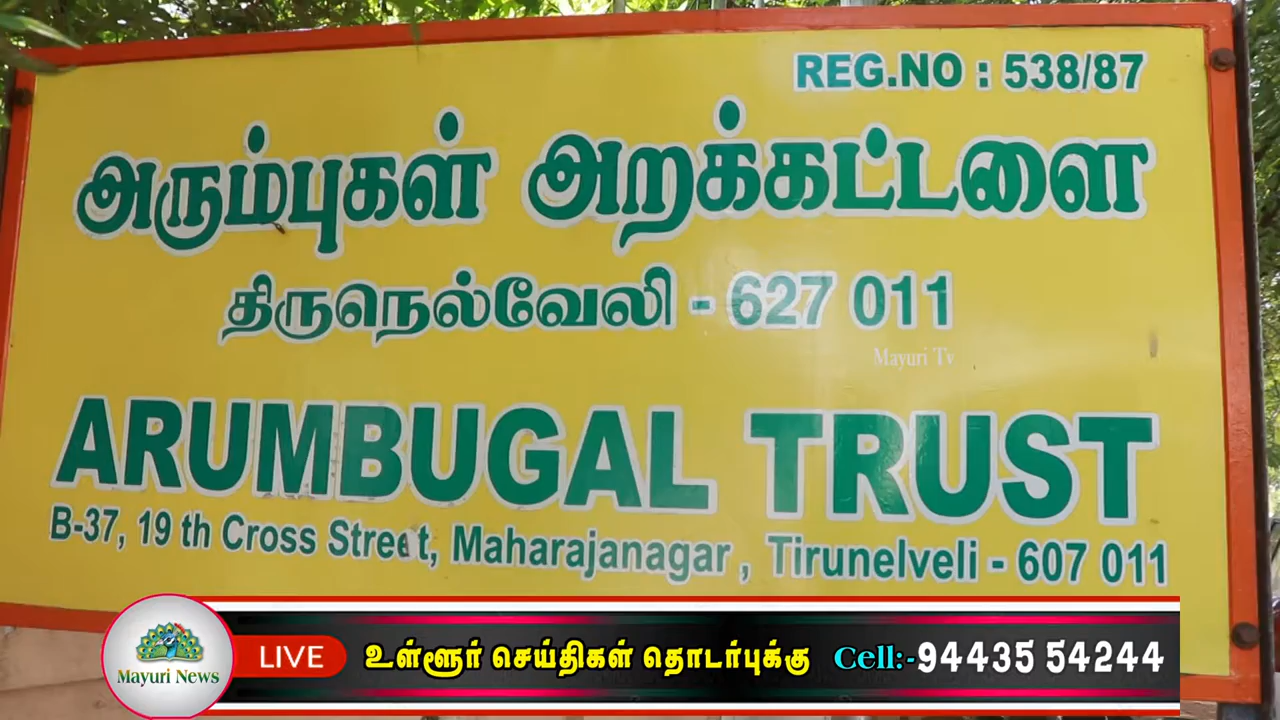 REG.NO : 538/87
அரும்புகள் அறக்கட்டளை
திருநெல்வேலி - 627 011
Mayuri Tv
ARUMBUGAL TRUST
B-37, 19 th Cross Street, Maharajanagar , Tirunelveli - 607 011
Mayuri News
LIVE உள்ளூர் செய்திகள் தொடர்புக்கு Cell:-94435 54244